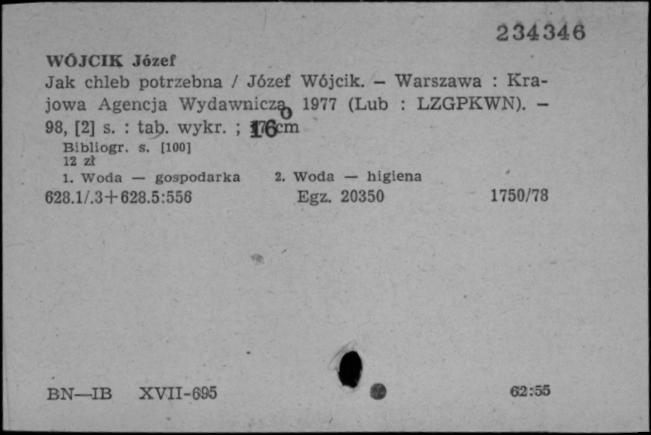 234346
WÓJCIK Józef
Jak chleb potrzebna / Józef Wójcik. — Warszawa : Kra-
jowa Agencja Wydawnicza, 1977 (Lub : LZGPKWN). —
98, [2] s. : tab. wykr. ; 16 cm
Bibliogr. s. [100]
12 zł
1. Woda — gospodarka 2. Woda — higiena
628.1/.3+628.5:556 Egz. 20350 1750/78
BN—IB XVII-695 62:55